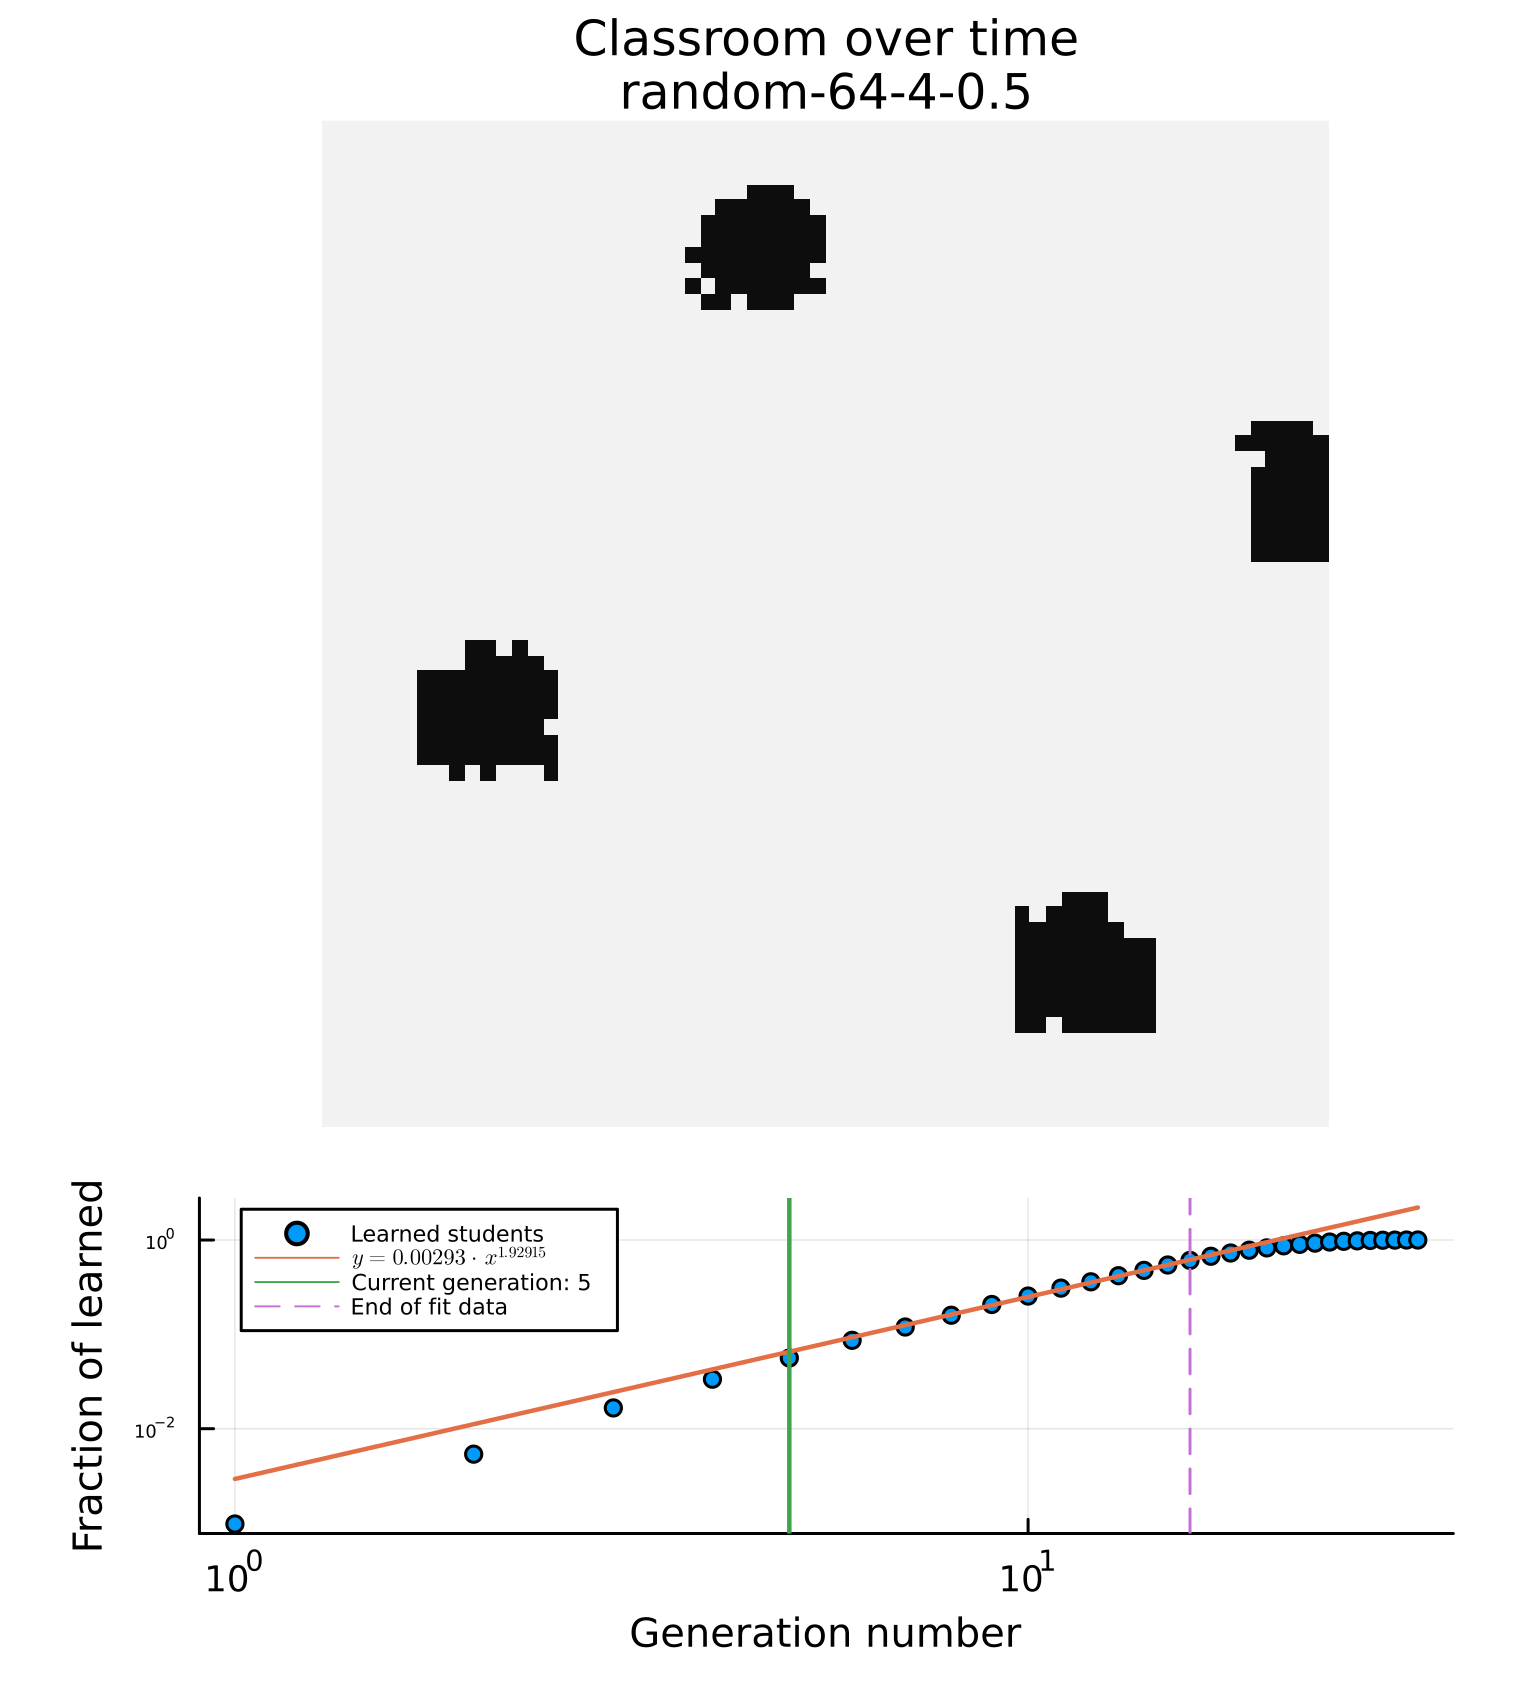 Classroom over time
random-64-4-0.5
Fraction of learned
10^0
10^−2
Learned students
y = 0.00293 · x^1.92915
Current generation: 5
End of fit data
10^0
10^1
Generation number